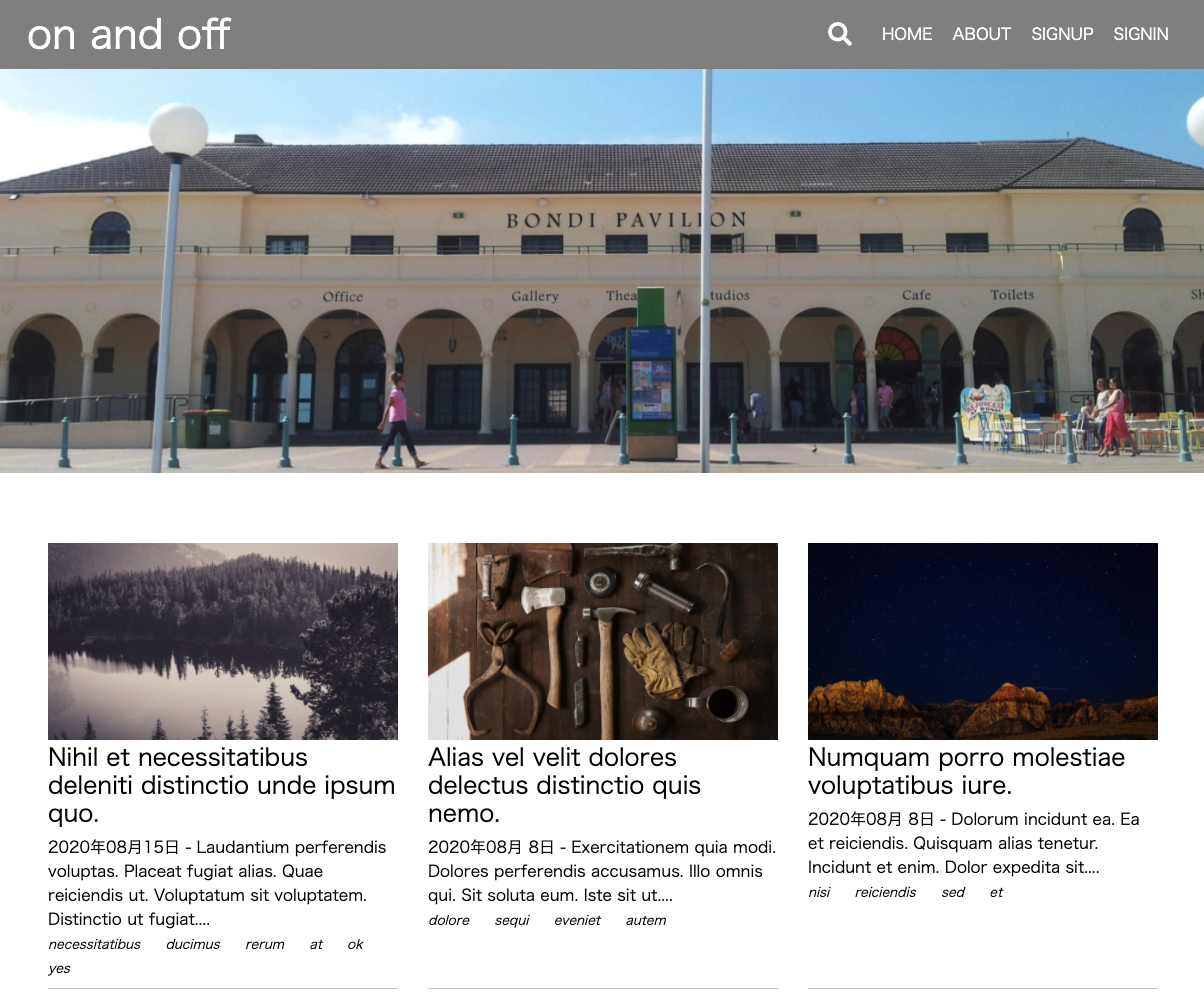 on and off
HOME ABOUT SIGNUP SIGNIN
BONDI PAVILION
Office Gallery Cafe Toilets
Nihil et necessitatibus
deleniti distinctio unde ipsum
quo.
2020年08月15日 - Laudantium perferendis
voluptas. Placeat fugiat alias. Quae
reiciendis ut. Voluptatum sit voluptatem.
Distinctio ut fugiat....
necessitatibus ducimus rerum at ok
yes
Alias vel velit dolores
delectus distinctio quis
nemo.
2020年08月 8日 - Exercitationem quia modi.
Dolores perferendis accusamus. Illo omnis
qui. Sit soluta eum. Iste sit ut....
dolore sequi eveniet autem
Numquam porro molestiae
voluptatibus iure.
2020年08月 8日 - Dolorum incidunt ea. Ea
et reiciendis. Quisquam alias tenetur.
Incidunt et enim. Dolor expedita sit....
nisi reiciendis sed et